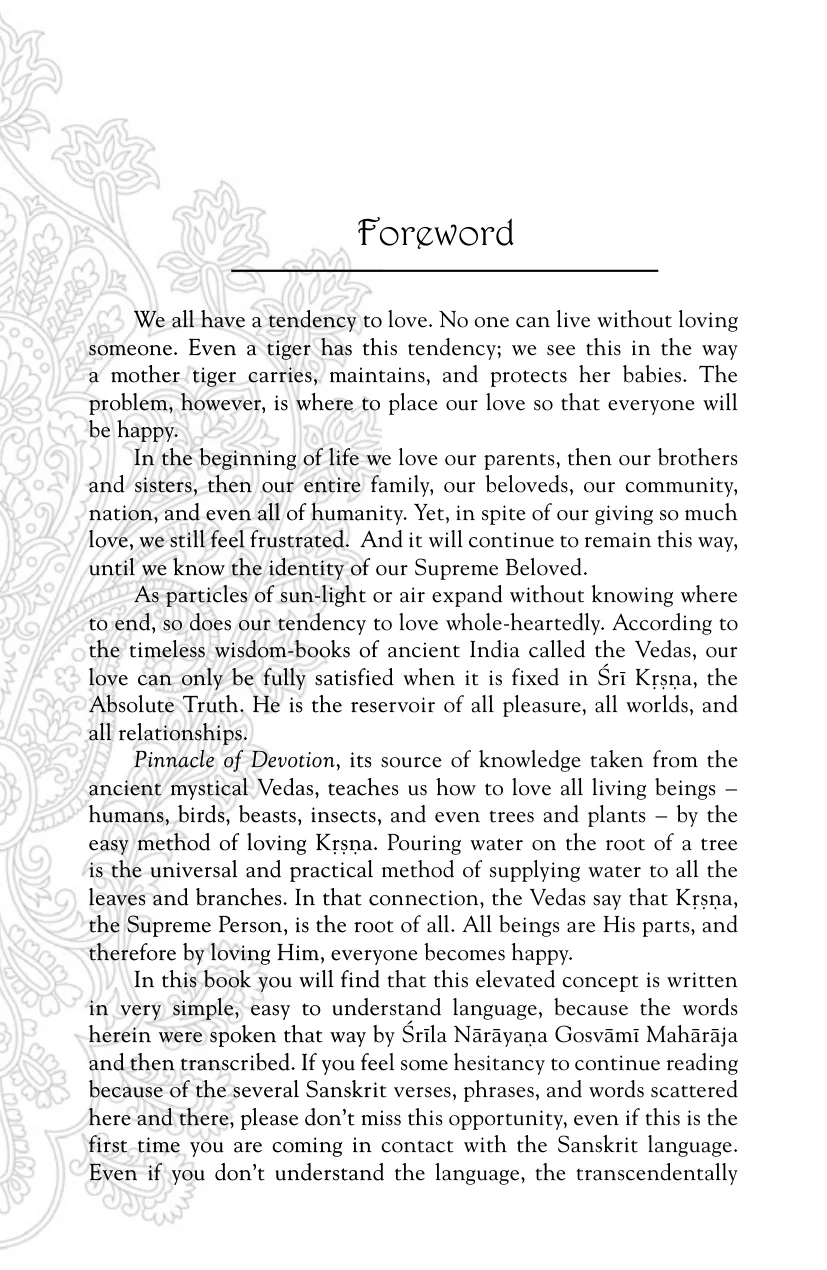 Foreword
We all have a tendency to love. No one can live without loving
someone. Even a tiger has this tendency; we see this in the way
a mother tiger carries, maintains, and protects her babies. The
problem, however, is where to place our love so that everyone will
be happy.
In the beginning of life we love our parents, then our brothers
and sisters, then our entire family, our beloveds, our community,
nation, and even all of humanity. Yet, in spite of our giving so much
love, we still feel frustrated.  And it will continue to remain this way,
until we know the identity of our Supreme Beloved.
As particles of sun-light or air expand without knowing where
to end, so does our tendency to love whole-heartedly. According to
the timeless wisdom-books of ancient India called the Vedas, our
love can only be fully satisfied when it is fixed in Śrī Kṛṣṇa, the
Absolute Truth. He is the reservoir of all pleasure, all worlds, and
all relationships.
Pinnacle of Devotion, its source of knowledge taken from the
ancient mystical Vedas, teaches us how to love all living beings –
humans, birds, beasts, insects, and even trees and plants – by the
easy method of loving Kṛṣṇa. Pouring water on the root of a tree
is the universal and practical method of supplying water to all the
leaves and branches. In that connection, the Vedas say that Kṛṣṇa,
the Supreme Person, is the root of all. All beings are His parts, and
therefore by loving Him, everyone becomes happy.
In this book you will find that this elevated concept is written
in very simple, easy to understand language, because the words
herein were spoken that way by Śrīla Nārāyaṇa Gosvāmī Mahārāja
and then transcribed. If you feel some hesitancy to continue reading
because of the several Sanskrit verses, phrases, and words scattered
here and there, please don't miss this opportunity, even if this is the
first time you are coming in contact with the Sanskrit language.
Even if you don't understand the language, the transcendentally